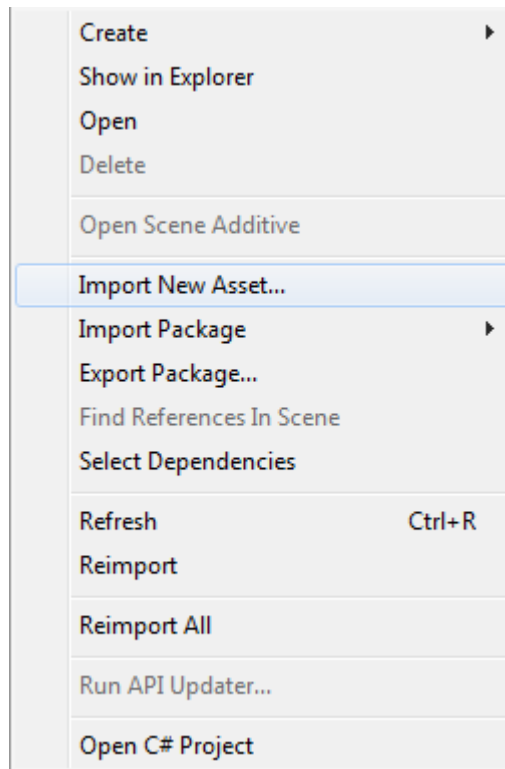 Create
Show in Explorer
Open
Delete
Open Scene Additive
Import New Asset...
Import Package
Export Package...
Find References In Scene
Select Dependencies
Refresh Ctrl+R
Reimport
Reimport All
Run API Updater...
Open C# Project